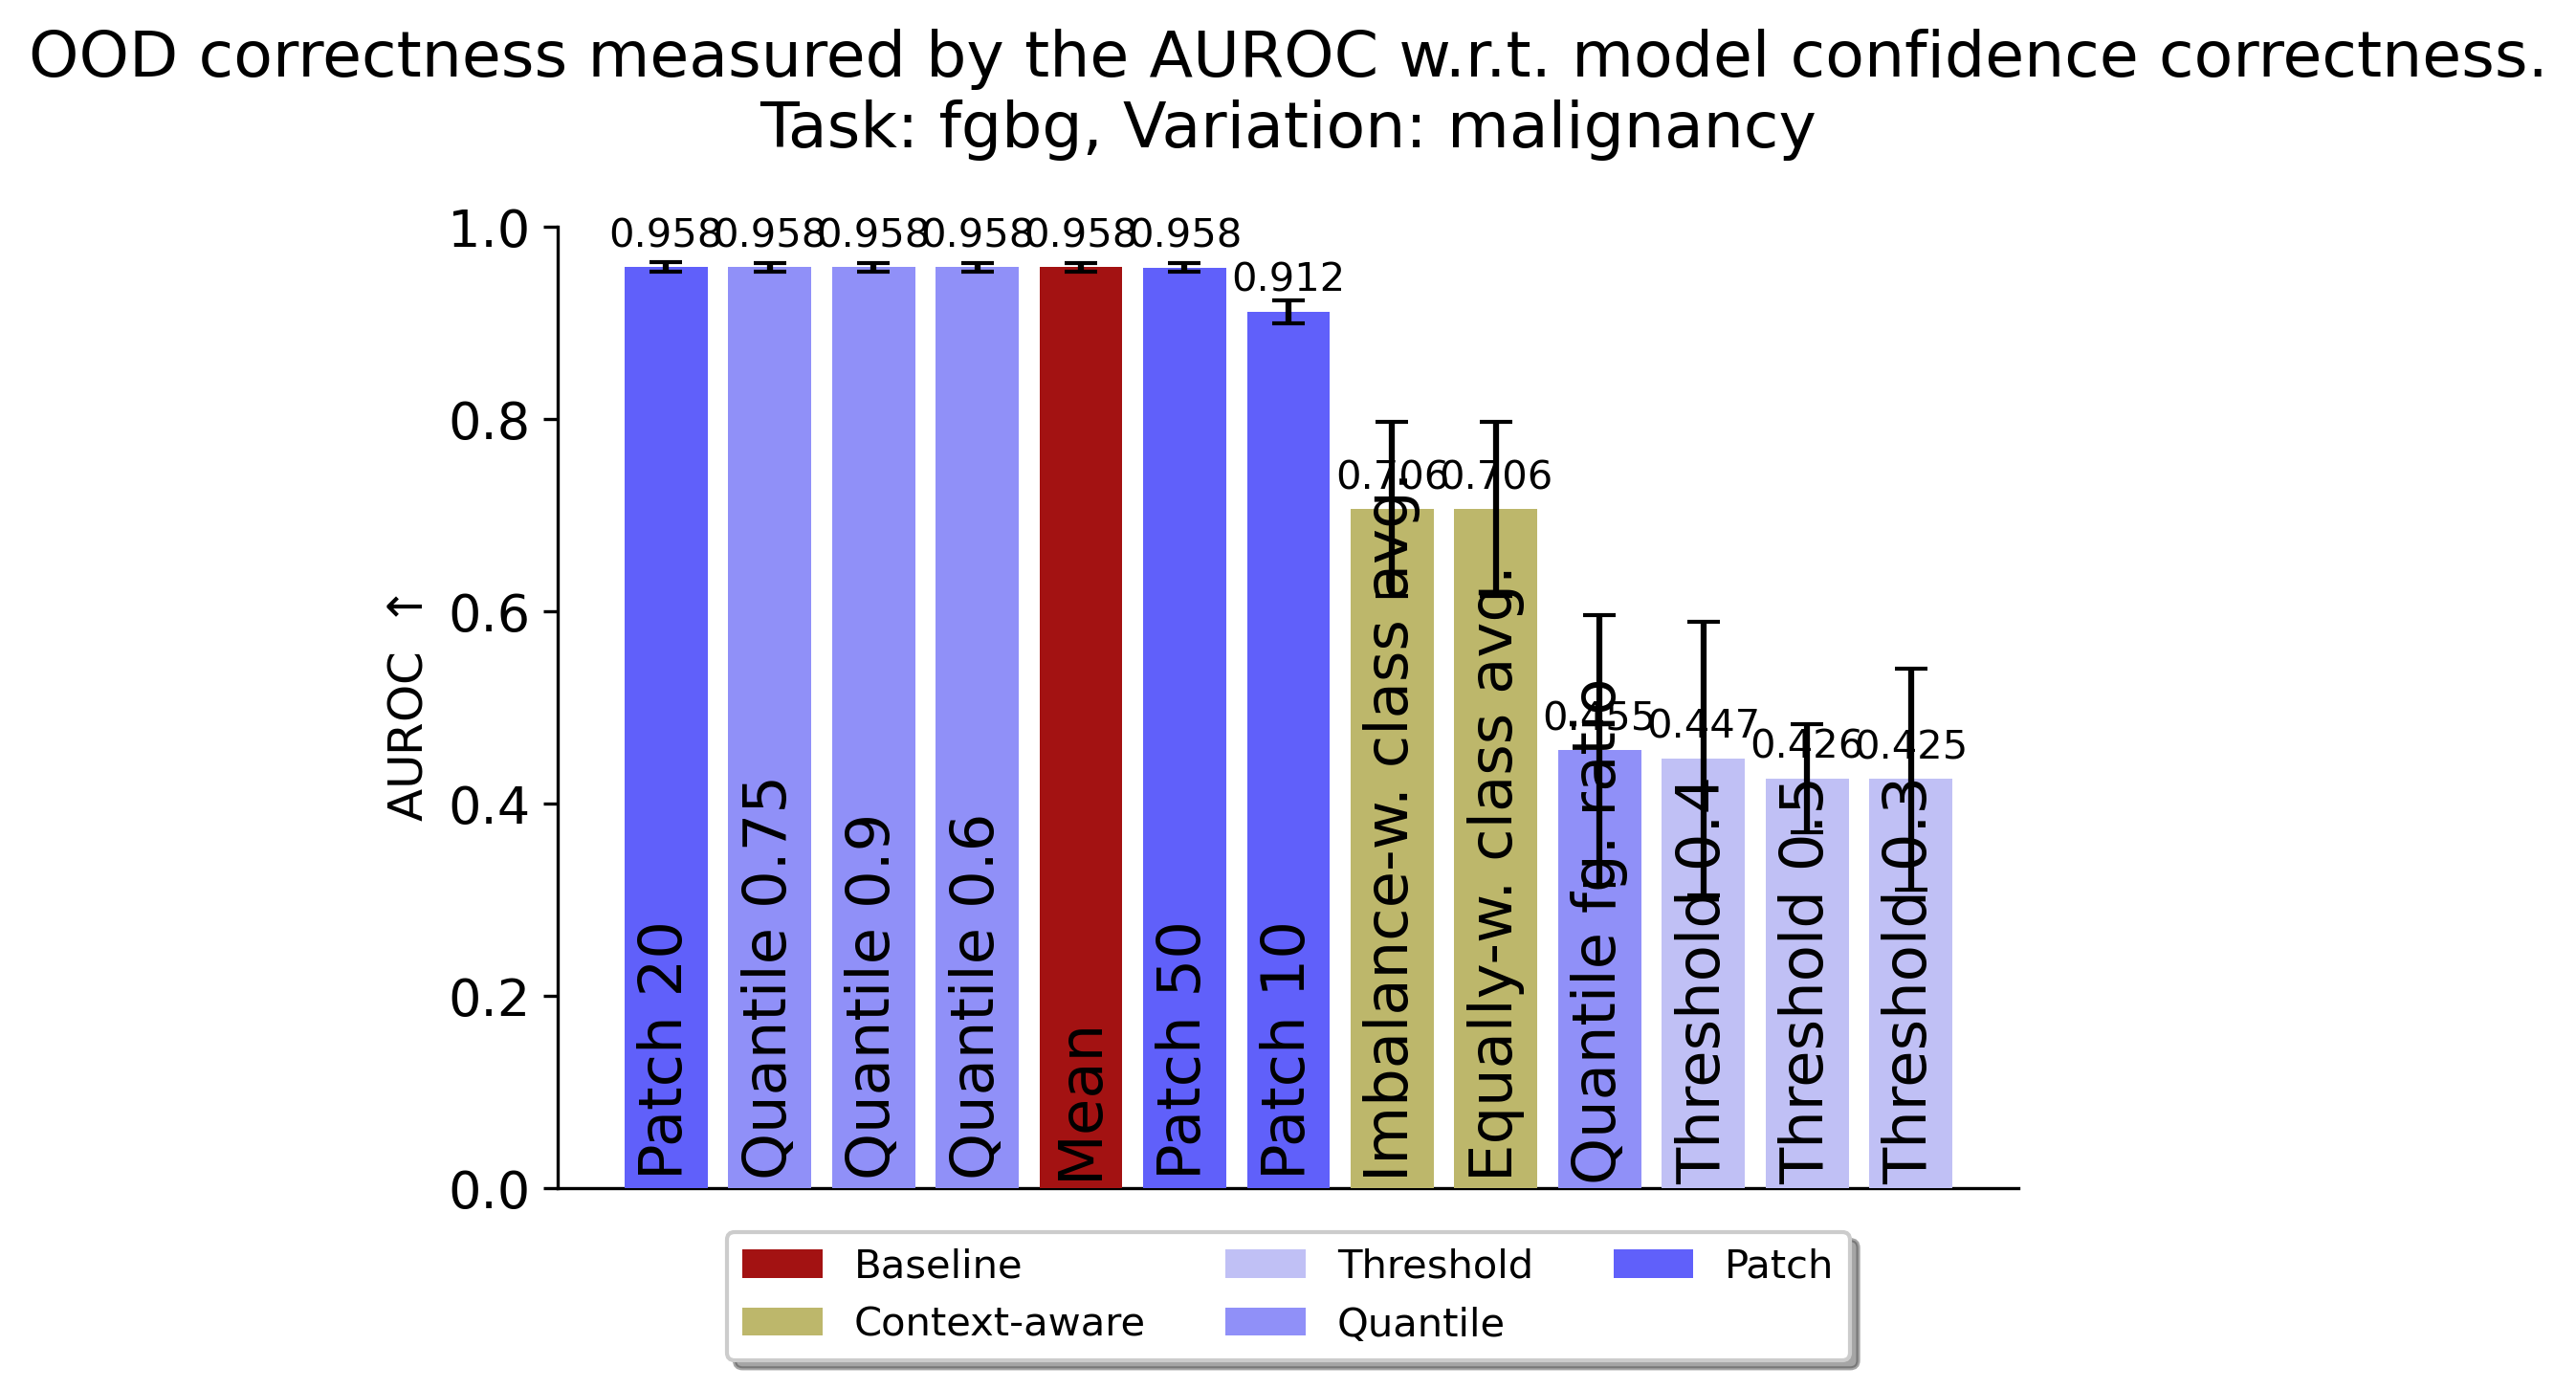 OOD correctness measured by the AUROC w.r.t. model confidence correctness.
Task: fgbg, Variation: malignancy
AUROC ↑
1.0
0.8
0.6
0.4
0.2
0.0
0.958
0.958
0.958
0.958
0.958
0.958
0.912
0.706
0.706
0.455
0.447
0.426
0.425
Patch 20
Quantile 0.75
Quantile 0.9
Quantile 0.6
Mean
Patch 50
Patch 10
Imbalance-w. class avg.
Equally-w. class avg.
Quantile fg. ratio
Threshold 0.4
Threshold 0.5
Threshold 0.3
Baseline
Context-aware
Threshold
Quantile
Patch